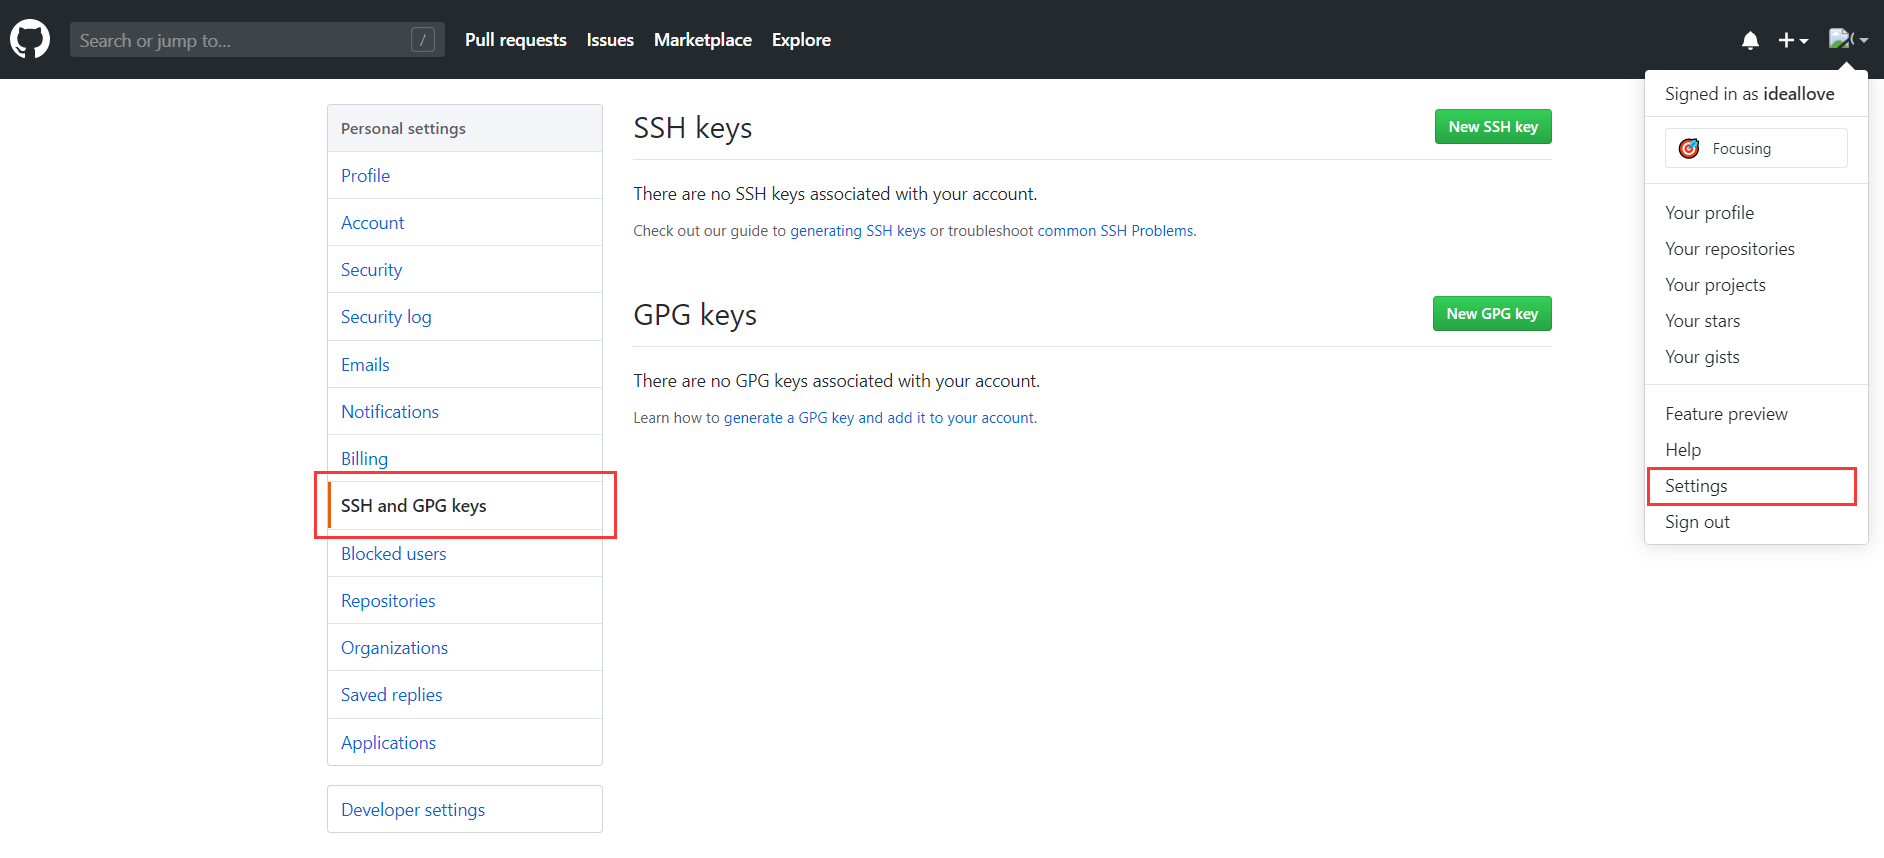 Search or jump to...
/
Pull requests
Issues
Marketplace
Explore
Personal settings
Profile
Account
Security
Security log
Emails
Notifications
Billing
SSH and GPG keys
Blocked users
Repositories
Organizations
Saved replies
Applications
Developer settings
SSH keys
New SSH key
There are no SSH keys associated with your account.
Check out our guide to generating SSH keys or troubleshoot common SSH Problems.
GPG keys
New GPG key
There are no GPG keys associated with your account.
Learn how to generate a GPG key and add it to your account.
Signed in as ideallove
Focusing
Your profile
Your repositories
Your projects
Your stars
Your gists
Feature preview
Help
Settings
Sign out